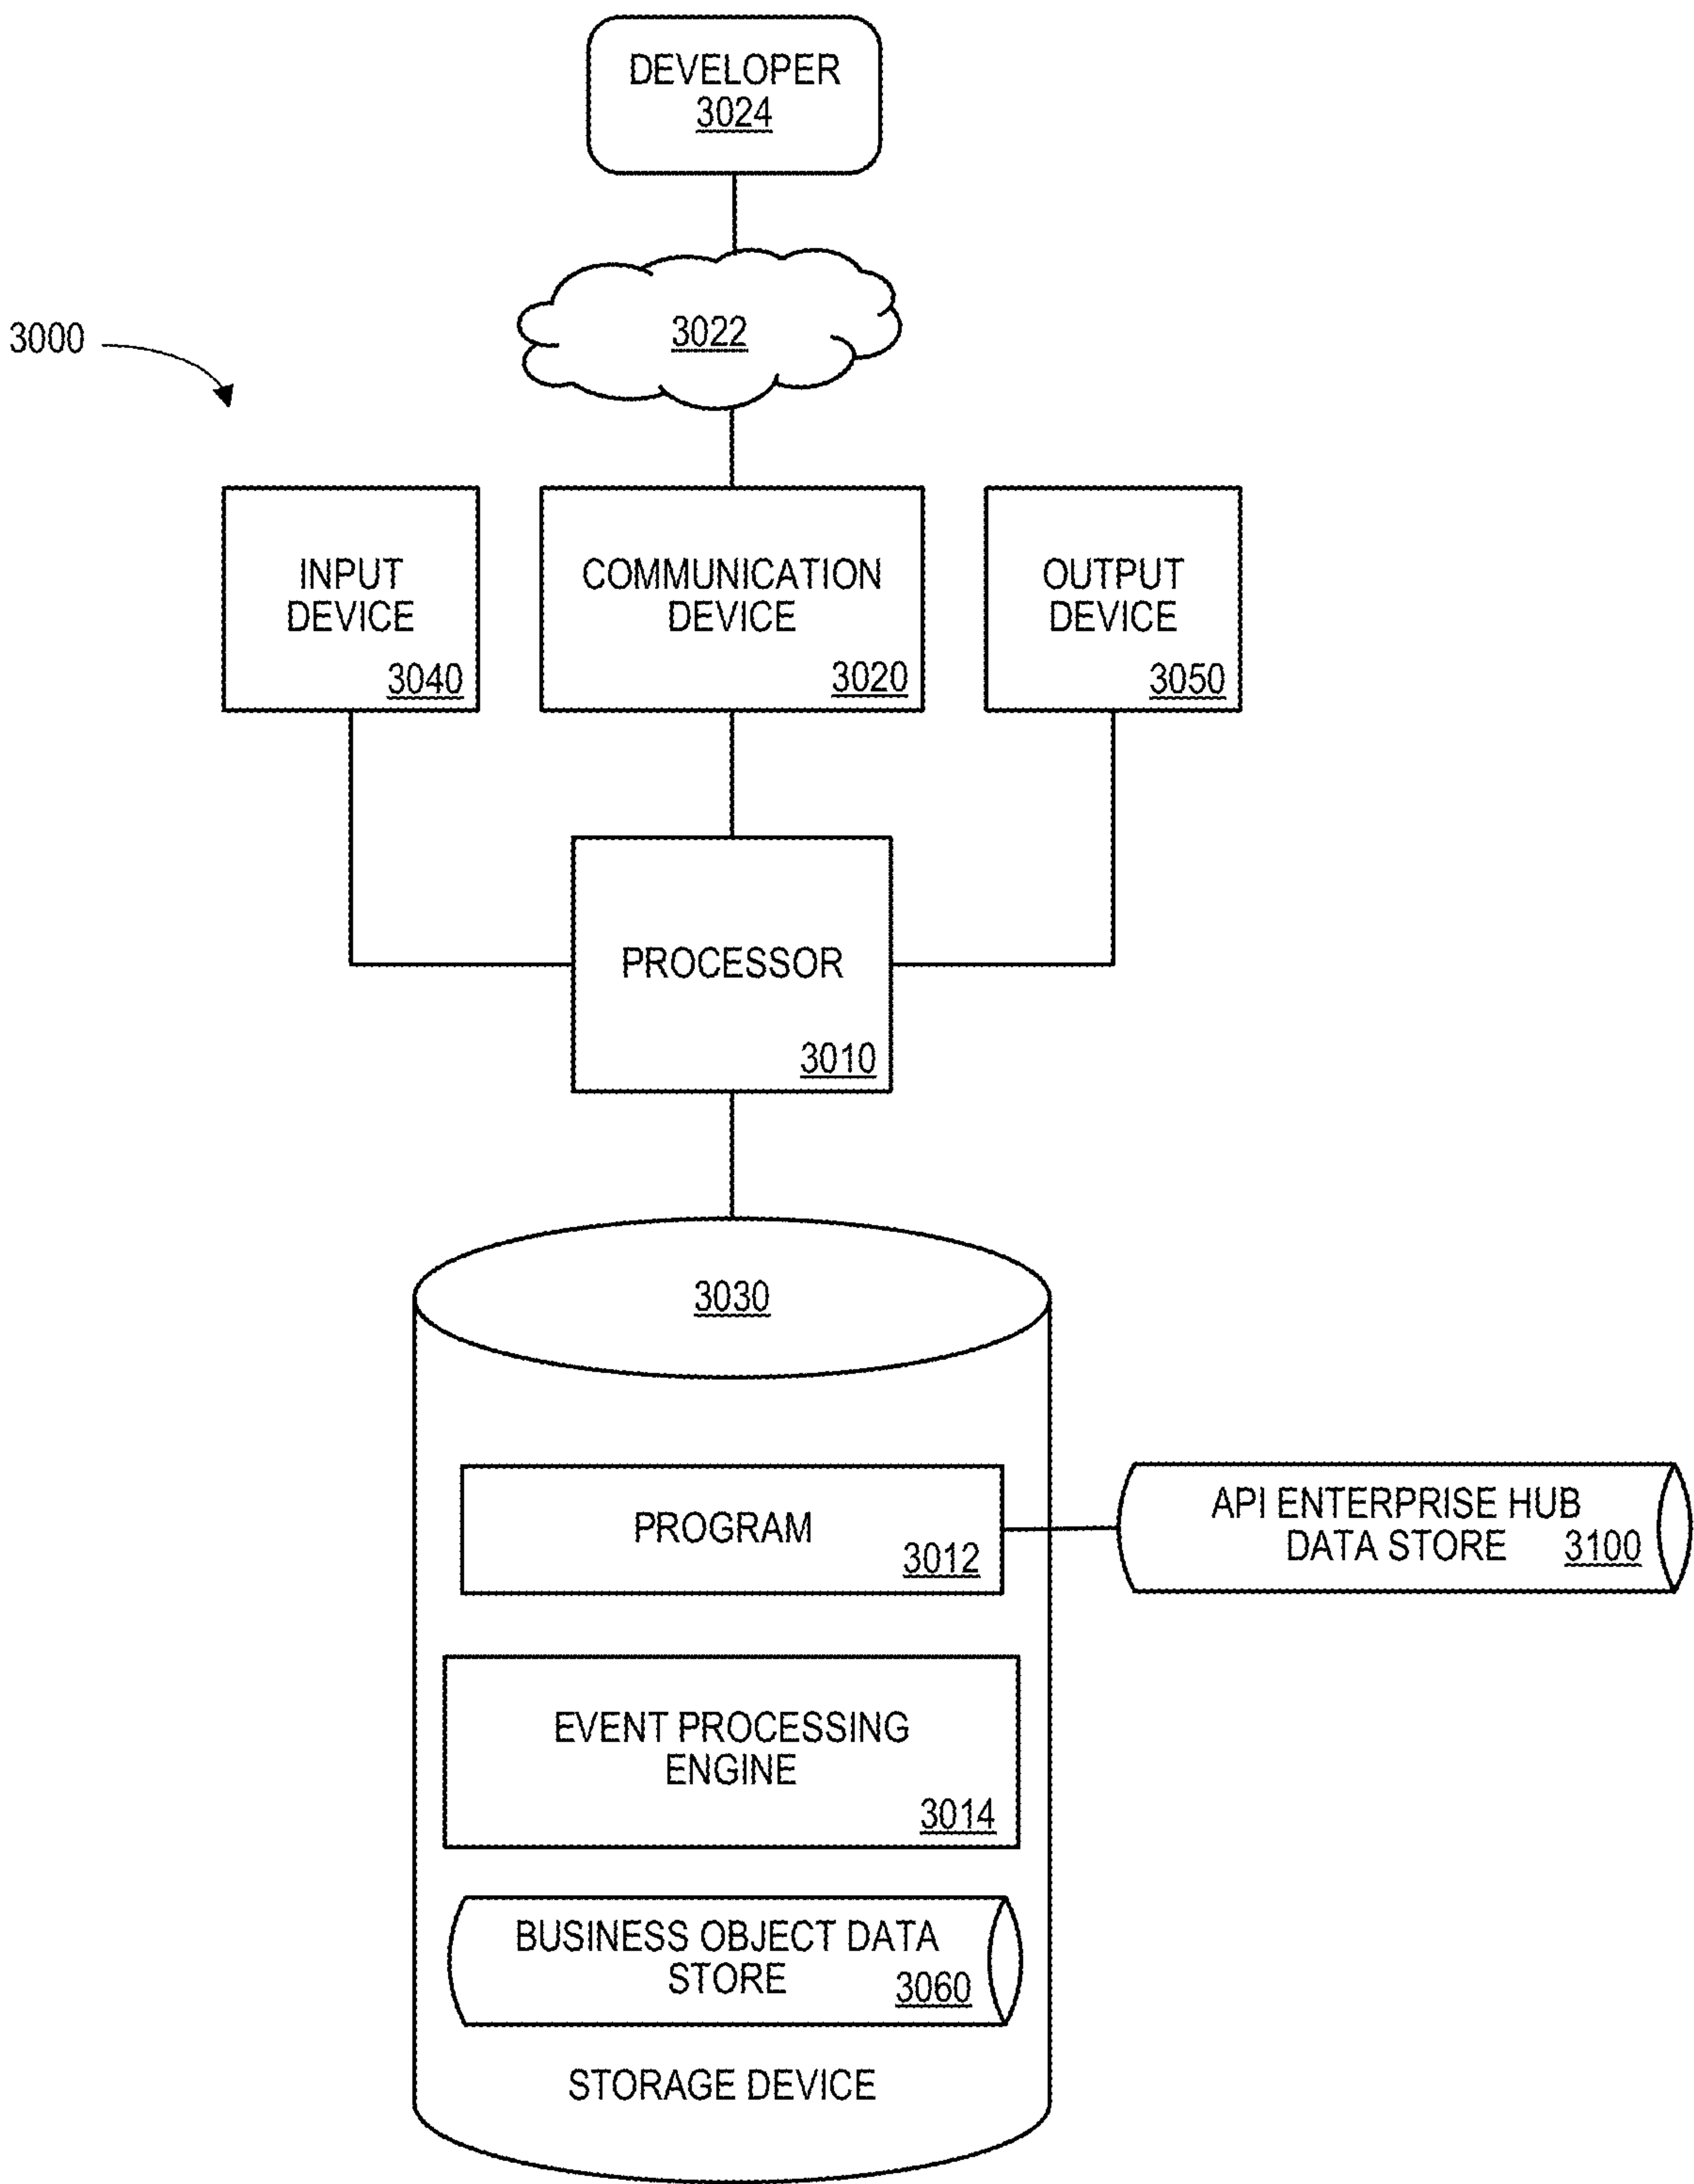 DEVELOPER
3024
3022
3000
INPUT
DEVICE
3040
COMMUNICATION
DEVICE
3020
OUTPUT
DEVICE
3050
PROCESSOR
3010
3030
PROGRAM
3012
API ENTERPRISE HUB
DATA STORE 3100
EVENT PROCESSING
ENGINE
3014
BUSINESS OBJECT DATA
STORE 3060
STORAGE DEVICE